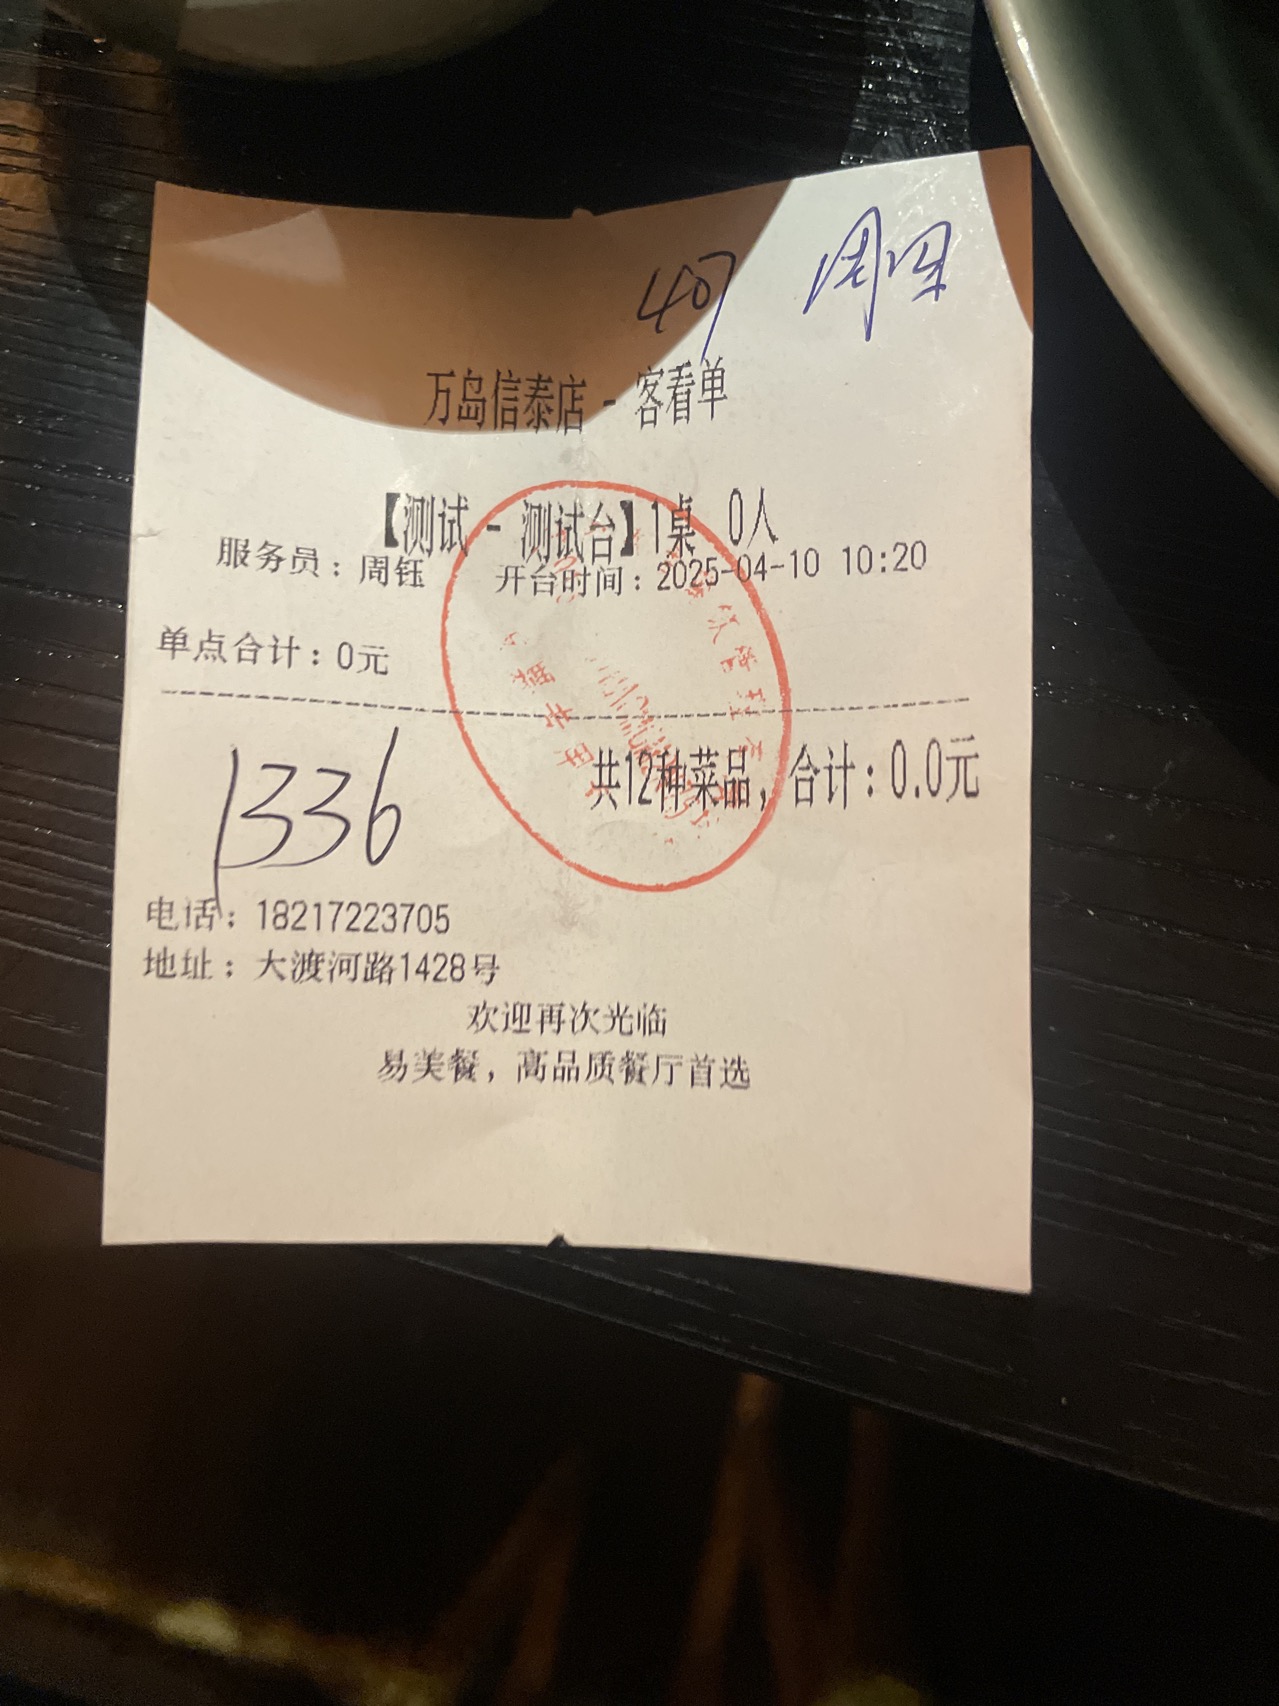 407
万岛信泰店 - 客看单
【测试 - 测试台】1桌 0人
服务员：周钰 开台时间：2025-04-10 10:20
单点合计：0元
共12种菜品，合计：0.0元
1336
电话：18217223705
地址：大渡河路1428号
欢迎再次光临
易美餐，高品质餐厅首选